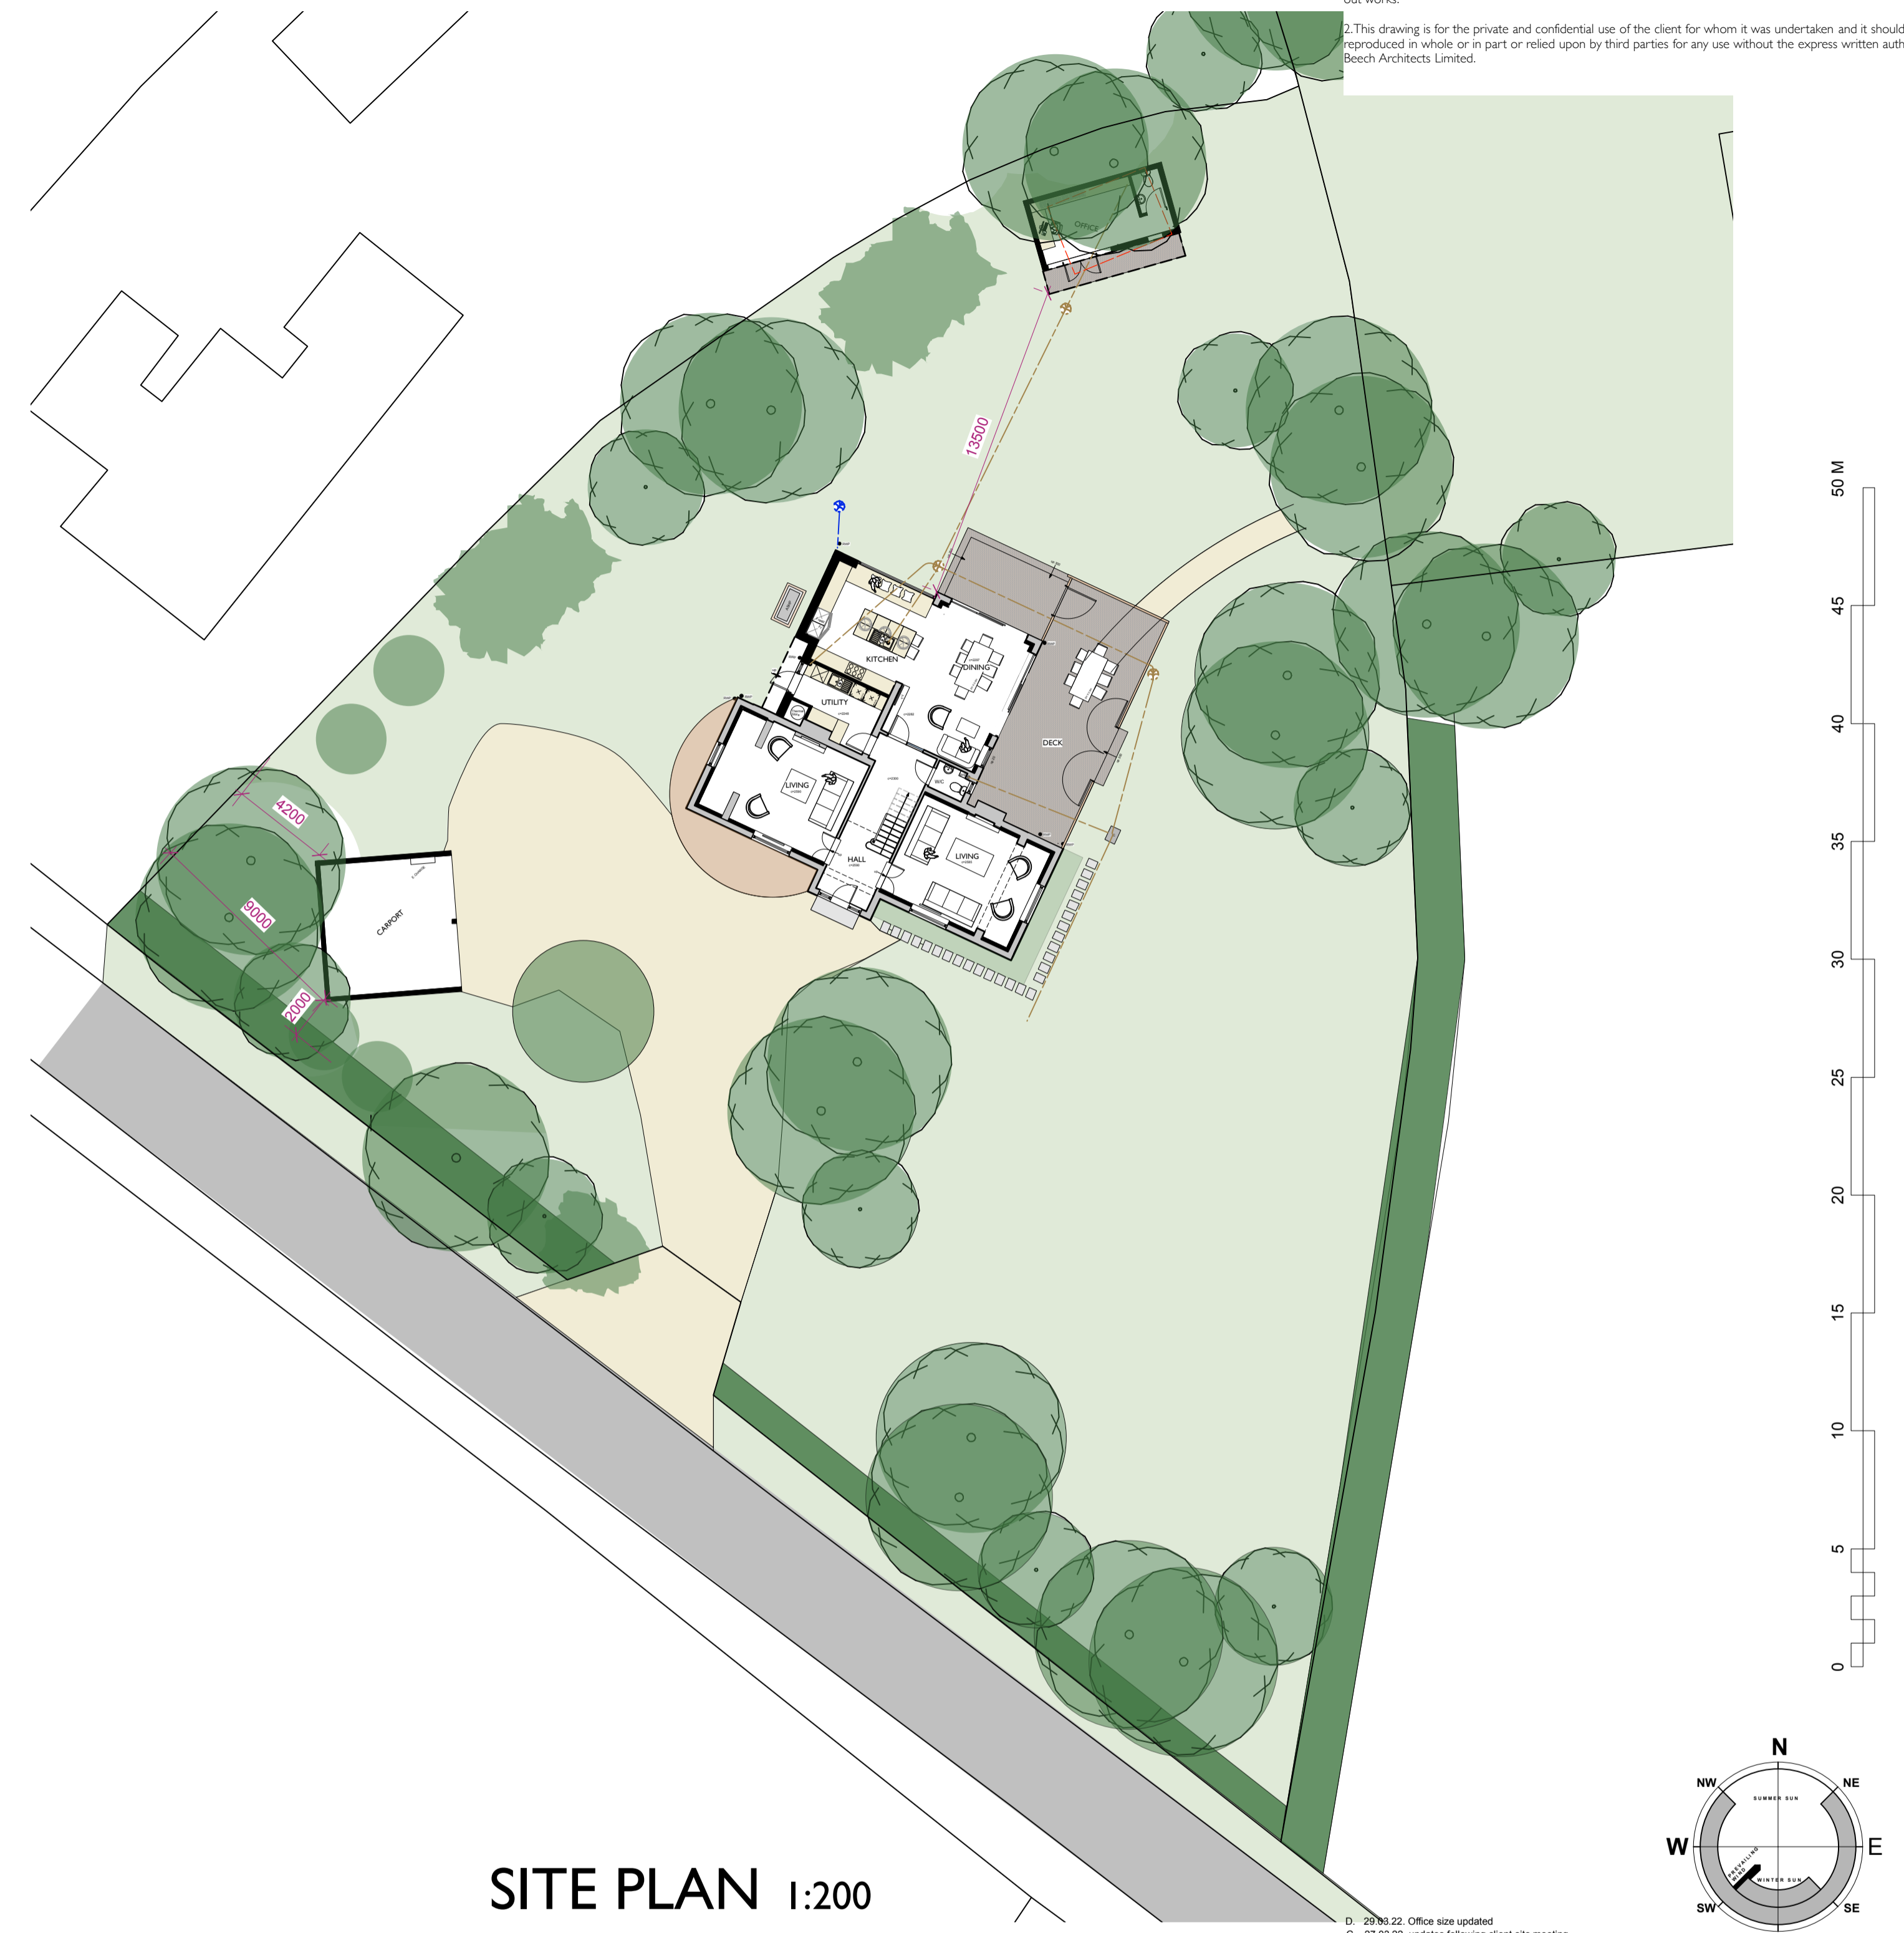 out works.
2.This drawing is for the private and confidential use of the client for whom it was undertaken and it should
reproduced in whole or in part or relied upon by third parties for any use without the express written auth
Beech Architects Limited.
OFFICE
13500
50 M
45
KITCHEN
DINING
UTILITY
40
DECK
LIVING
W/C
4200
35
HALL
LIVING
9000
CARPORT
30
2000
25
20
15
10
5
0
N
NW
NE
SUMMER SUN
W
E
PREVAILING
WIND
WINTER SUN
SW
SE
SITE PLAN 1:200
D. 29.03.22. Office size updated